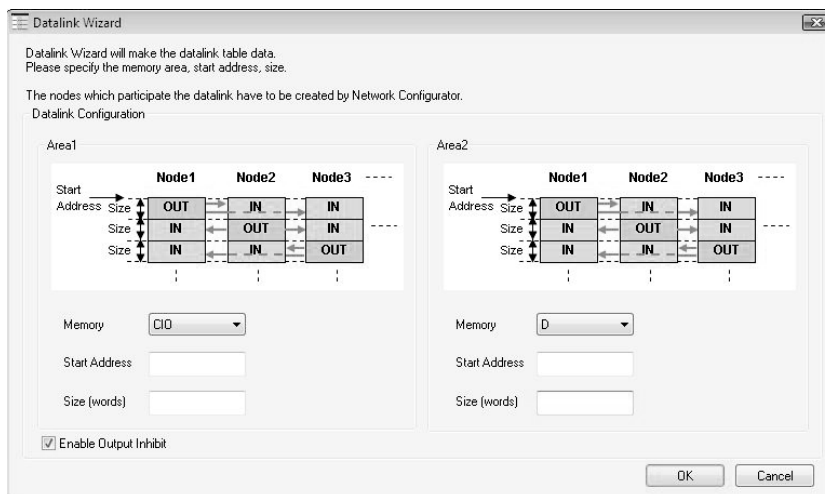 Datalink Wizard
Datalink Wizard will make the datalink table data.
Please specify the memory area, start address, size.
The nodes which participate the datalink have to be created by Network Configurator.
Datalink Configuration
Area1
Node1 Node2 Node3
Start
Address Size OUT IN IN
Size IN OUT IN
Size IN IN OUT
Memory CIO
Start Address
Size (words)
Area2
Node1 Node2 Node3
Start
Address Size OUT IN IN
Size IN OUT IN
Size IN IN OUT
Memory D
Start Address
Size (words)
Enable Output Inhibit
OK Cancel